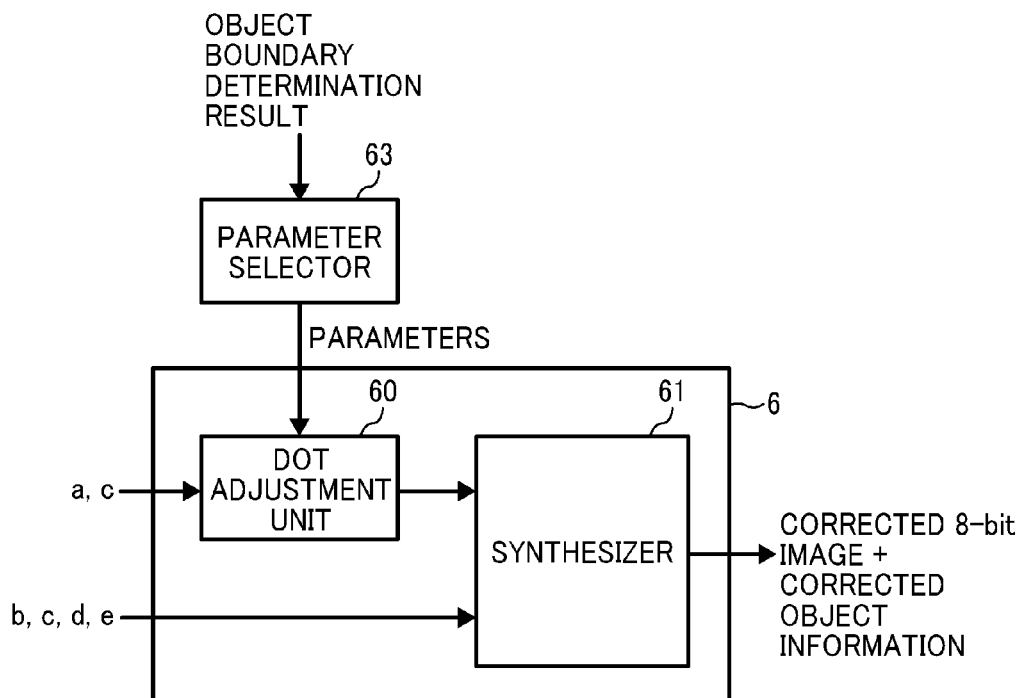 OBJECT
BOUNDARY
DETERMINATION
RESULT
63
PARAMETER
SELECTOR
PARAMETERS
6
60
61
DOT
ADJUSTMENT
UNIT
a, c
SYNTHESIZER
b, c, d, e
CORRECTED 8-bit
IMAGE +
CORRECTED
OBJECT
INFORMATION